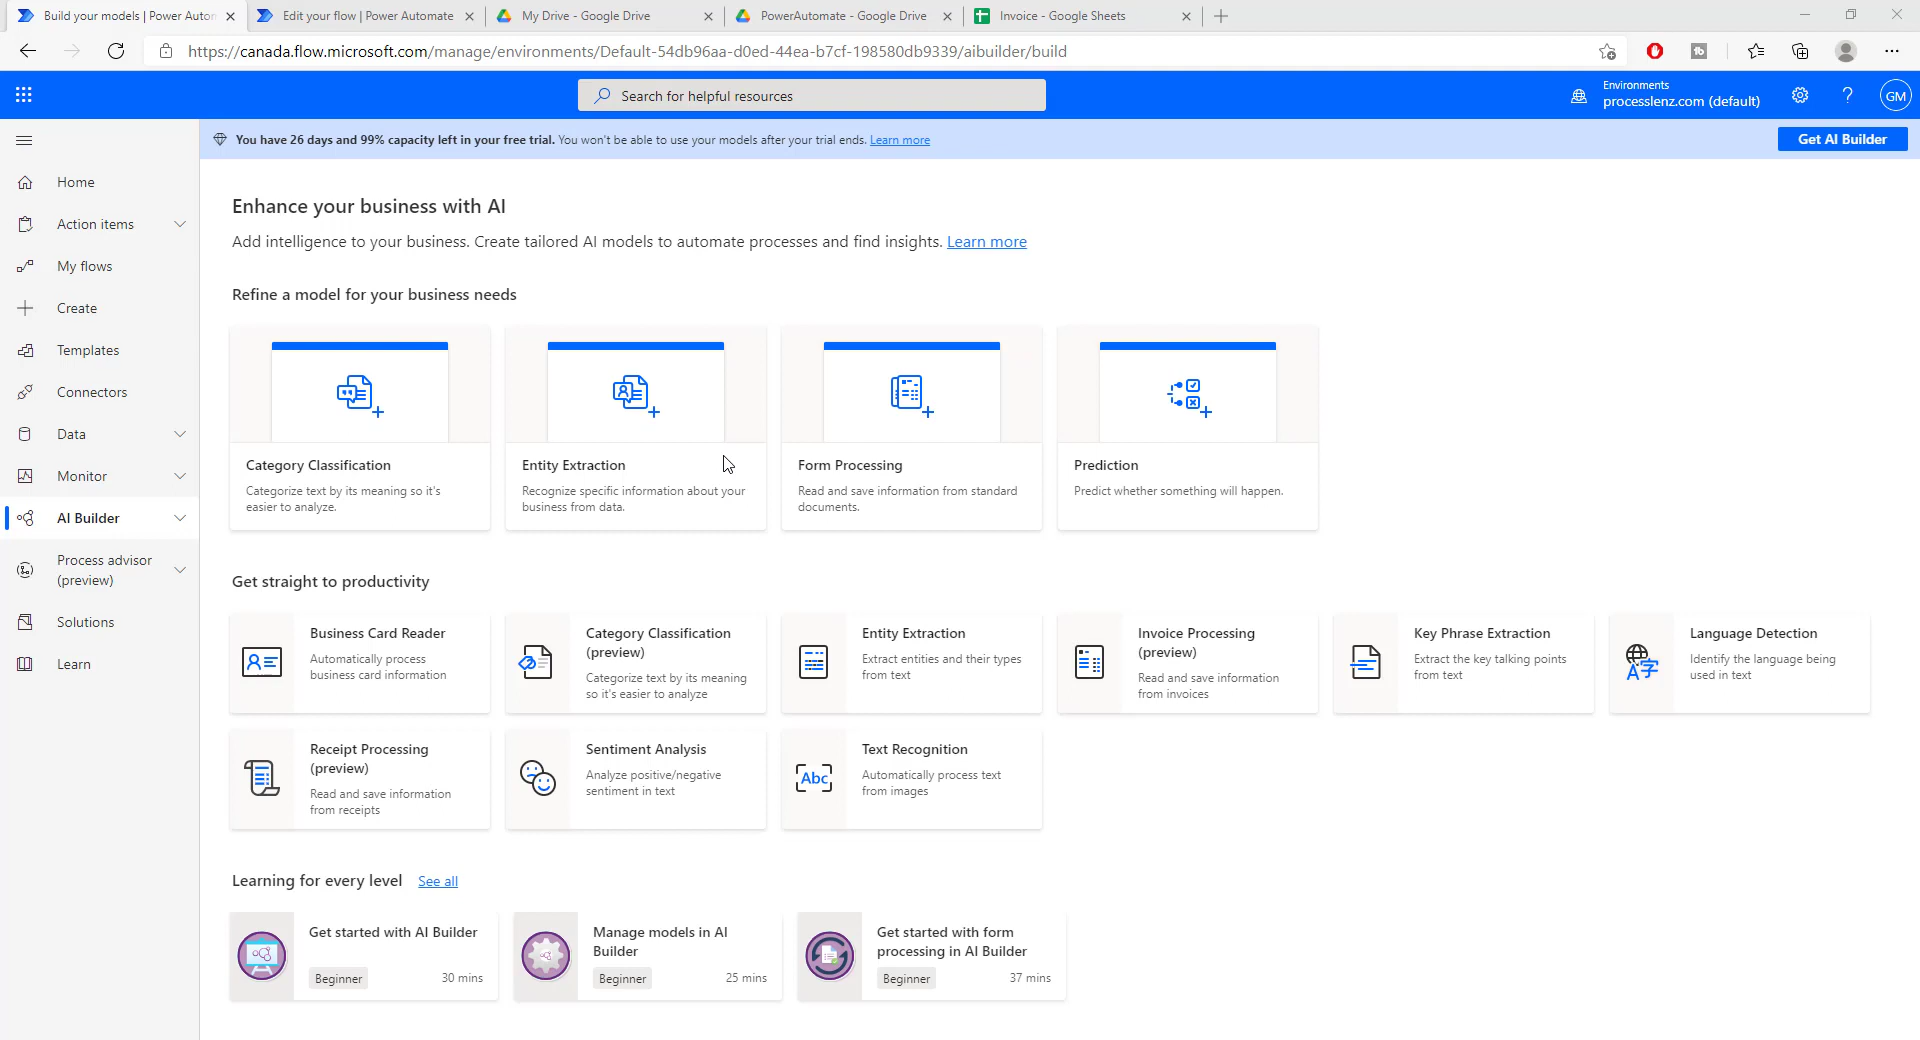 Build your models | Power Autom
Edit your flow | Power Automate
My Drive - Google Drive
PowerAutomate - Google Drive
Invoice - Google Sheets
https://canada.flow.microsoft.com/manage/environments/Default-54db96aa-d0ed-44ea-b7cf-198580db9339/aibuilder/build
Search for helpful resources
Environments
processlenz.com (default)
?
GM
You have 26 days and 99% capacity left in your free trial. You won't be able to use your models after your trial ends. Learn more
Get AI Builder
Home
Action items
My flows
Create
Templates
Connectors
Data
Monitor
AI Builder
Process advisor
(preview)
Solutions
Learn
Enhance your business with AI
Add intelligence to your business. Create tailored AI models to automate processes and find insights. Learn more
Refine a model for your business needs
Category Classification
Categorize text by its meaning so it's
easier to analyze.
Entity Extraction
Recognize specific information about your
business from data.
Form Processing
Read and save information from standard
documents.
Prediction
Predict whether something will happen.
Get straight to productivity
Business Card Reader
Automatically process
business card information
Category Classification
(preview)
Categorize text by its meaning
so it's easier to analyze
Entity Extraction
Extract entities and their types
from text
Invoice Processing
(preview)
Read and save information
from invoices
Key Phrase Extraction
Extract the key talking points
from text
A字
Language Detection
Identify the language being
used in text
Receipt Processing
(preview)
Read and save information
from receipts
Sentiment Analysis
Analyze positive/negative
sentiment in text
Abc
Text Recognition
Automatically process text
from images
Learning for every level See all
Get started with AI Builder
Beginner 30 mins
Manage models in AI
Builder
Beginner 25 mins
Get started with form
processing in AI Builder
Beginner 37 mins